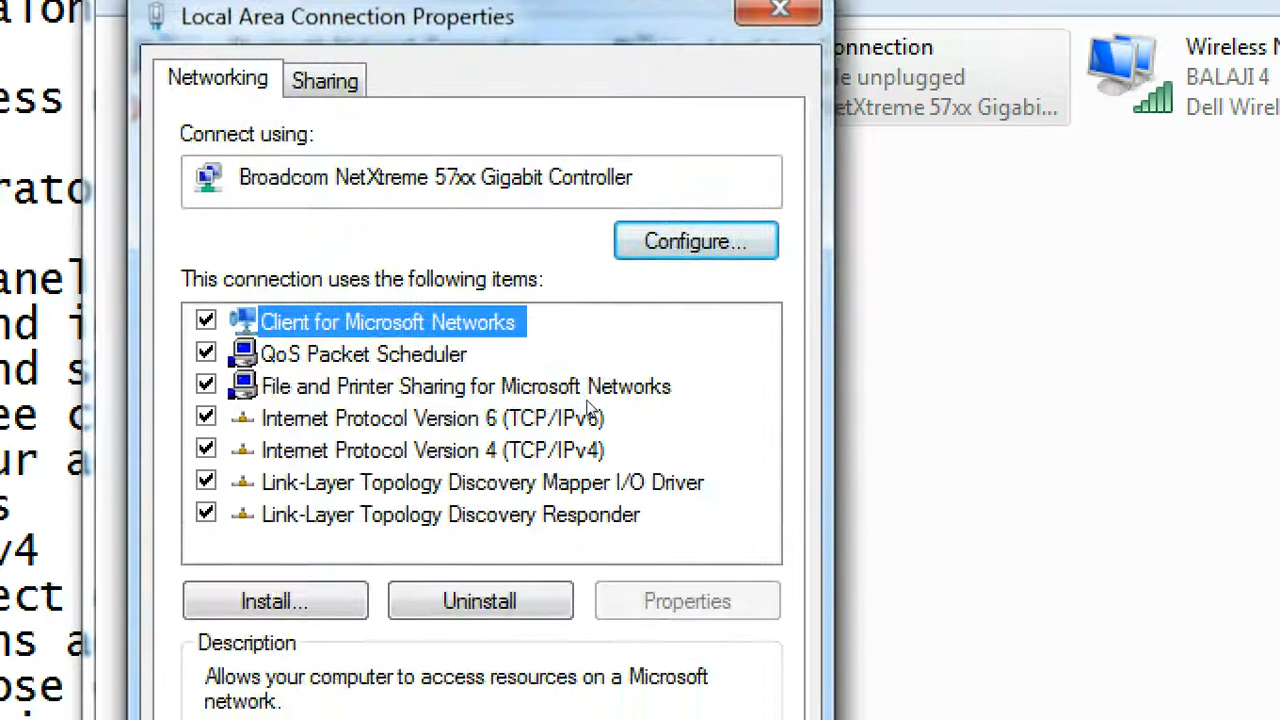 Local Area Connection Properties
Networking
Sharing
Connect using:
Broadcom NetXtreme 57xx Gigabit Controller
Configure...
This connection uses the following items:
Client for Microsoft Networks
QoS Packet Scheduler
File and Printer Sharing for Microsoft Networks
Internet Protocol Version 6 (TCP/IPv6)
Internet Protocol Version 4 (TCP/IPv4)
Link-Layer Topology Discovery Mapper I/O Driver
Link-Layer Topology Discovery Responder
Install...
Uninstall
Properties
Description
Allows your computer to access resources on a Microsoft
network.
onnection
e unplugged
etXtreme 57xx Gigabi...
Wireless N
BALAJI 4
Dell Wirel
ess
rato
anel
nd i
nd s
ee c
ur a
s
v4
ect
ns a
ose